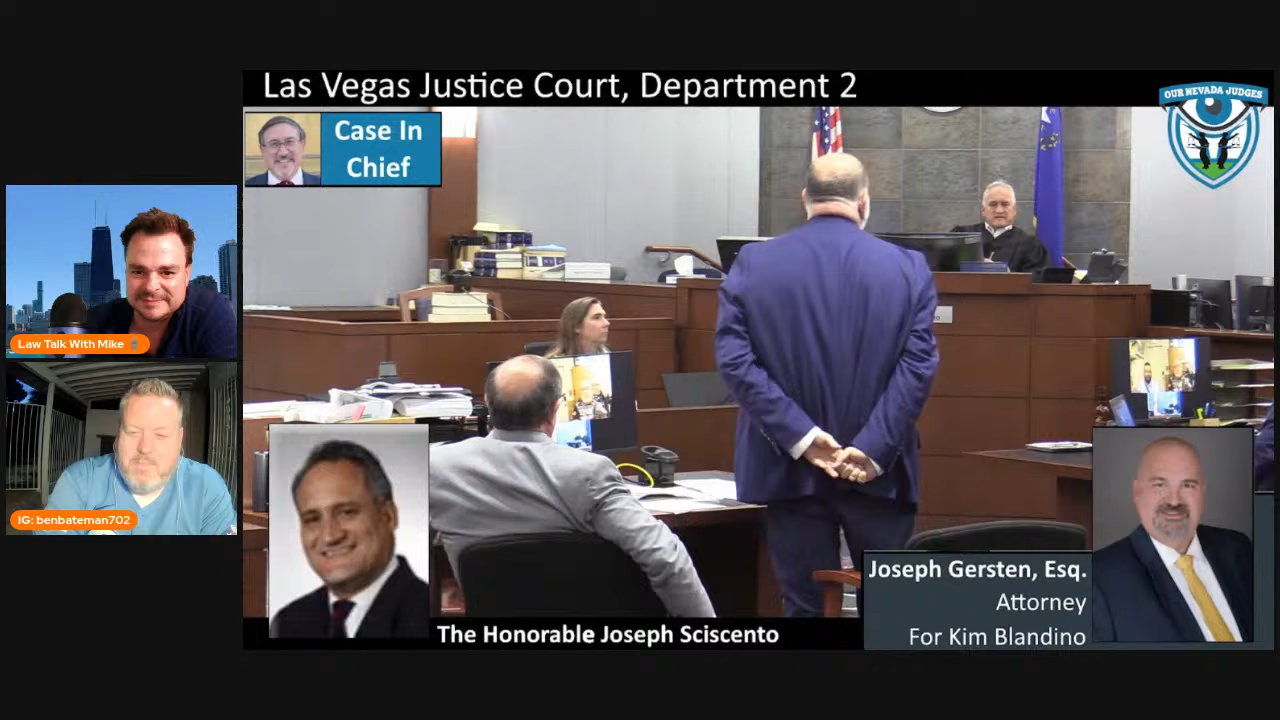 Las Vegas Justice Court, Department 2
OUR NEVADA JUDGES
Case In
Chief
Law Talk With Mike
IG: benbateman702
Joseph Gersten, Esq.
Attorney
For Kim Blandino
The Honorable Joseph Sciscento